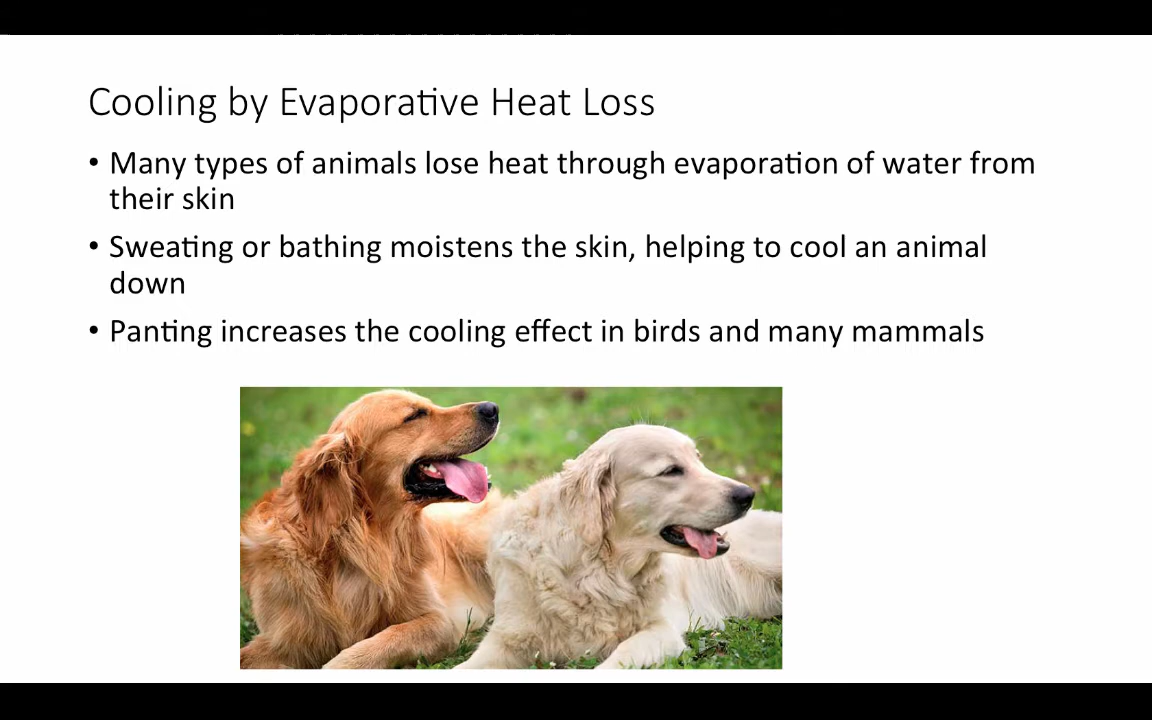 Cooling by Evaporative Heat Loss
• Many types of animals lose heat through evaporation of water from
their skin
• Sweating or bathing moistens the skin, helping to cool an animal
down
• Panting increases the cooling effect in birds and many mammals